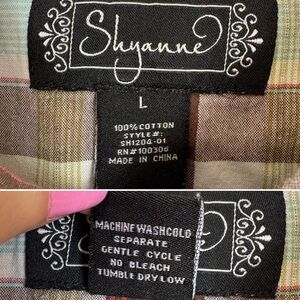 Shyanne
L
100% COTTON
STYLE#:
SH1204-01
RN#100306
MADE IN CHINA
MACHINE WASH COLD
SEPARATE
GENTLE CYCLE
NO BLEACH
TUMBLE DRY LOW